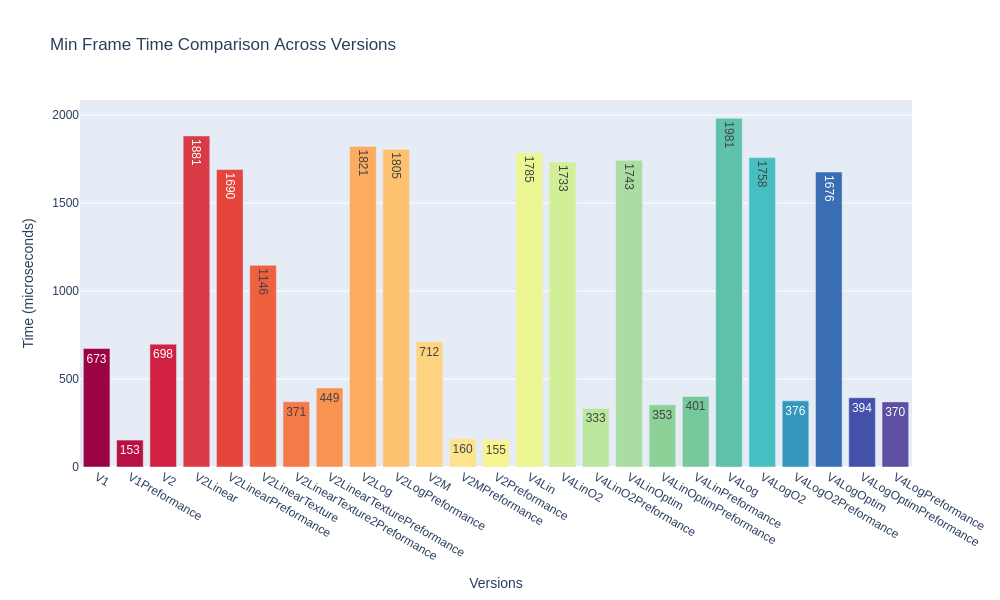 Min Frame Time Comparison Across Versions
Time (microseconds)
2000
1500
1000
500
0
673
153
698
1881
1690
1146
371
449
1821
1805
712
160
155
1785
1733
333
1743
353
401
1981
1758
376
1676
394
370
V1
V1Preformance
V2
V2Linear
V2LinearPreformance
V2LinearTexture
V2LinearTexture2Preformance
V2LinearTexturePreformance
V2Log
V2LogPreformance
V2M
V2MPreformance
V2Preformance
V4Lin
V4LinO2
V4LinO2Preformance
V4LinOptim
V4LinOptimPreformance
V4LinPreformance
V4Log
V4LogO2
V4LogO2Preformance
V4LogOptim
V4LogOptimPreformance
V4LogPreformance
Versions